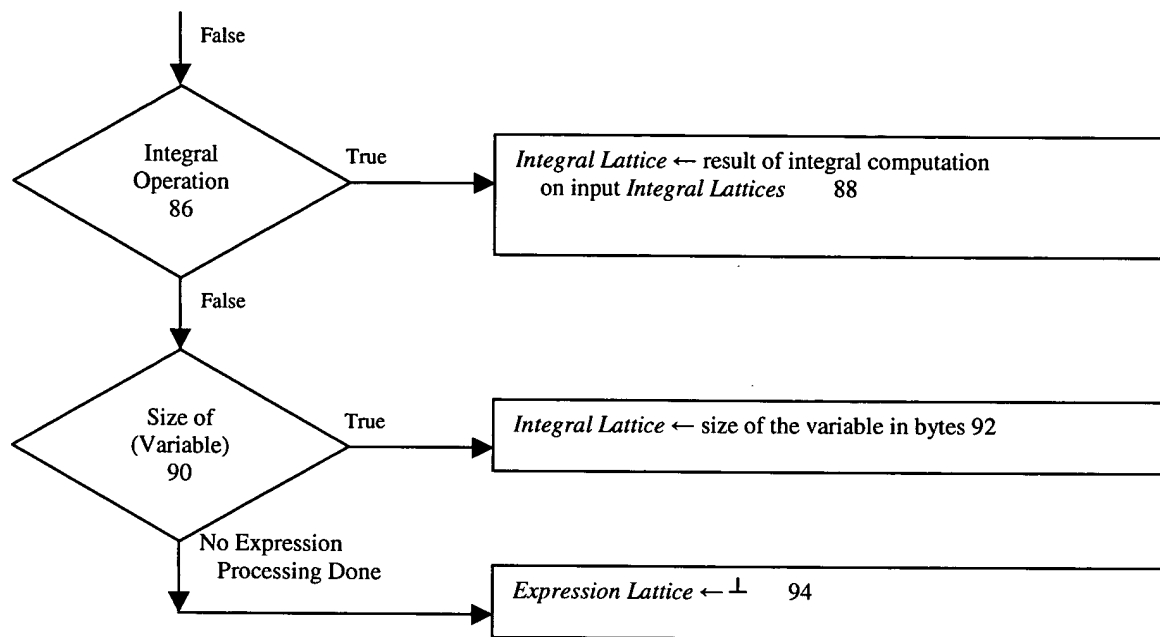 False
Integral
Operation
86
True
Integral Lattice ← result of integral computation
on input Integral Lattices 88
False
Size of
(Variable)
90
True
Integral Lattice ← size of the variable in bytes 92
No Expression
Processing Done
Expression Lattice ← ⊥ 94